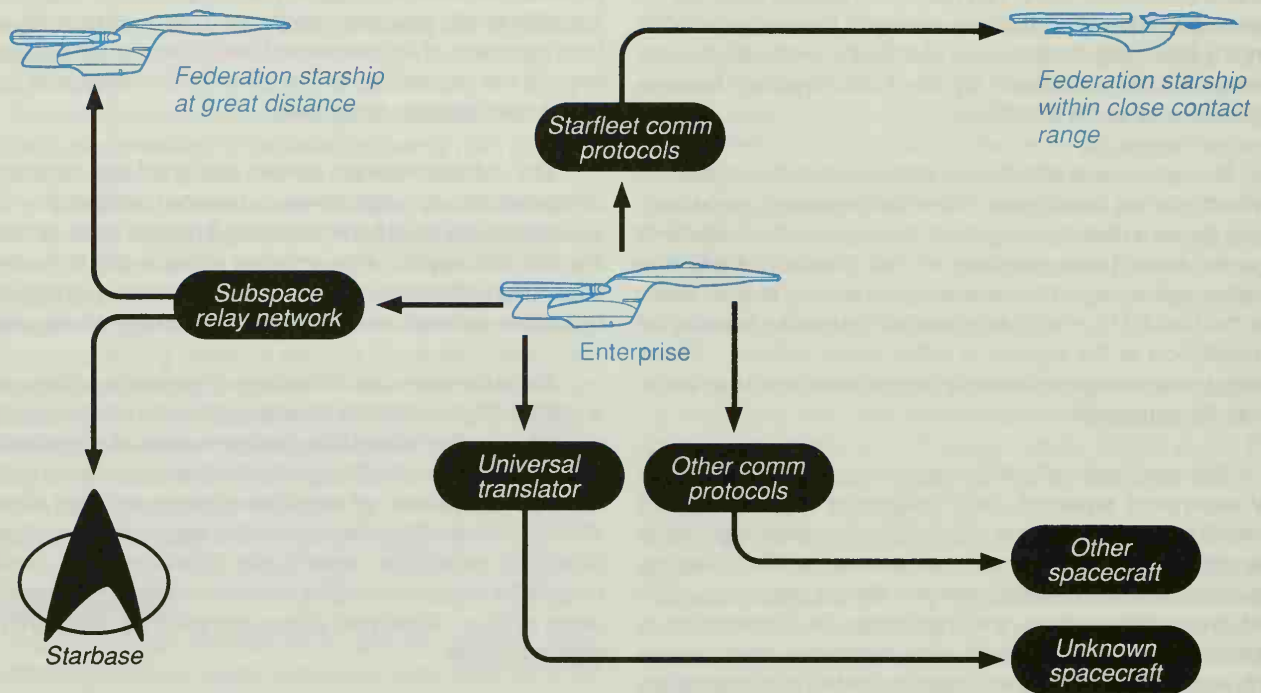 Federation starship
at great distance
Starfleet comm
protocols
Federation starship
within close contact
range
Subspace
relay network
Enterprise
Universal
translator
Other comm
protocols
Other
spacecraft
Unknown
spacecraft
Starbase